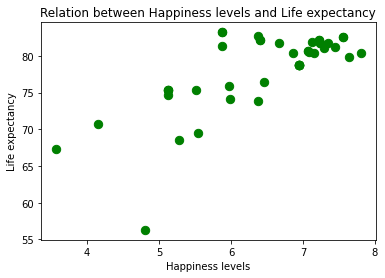 Relation between Happiness levels and Life expectancy
Life expectancy
80
75
70
65
60
55
4 5 6 7 8
Happiness levels